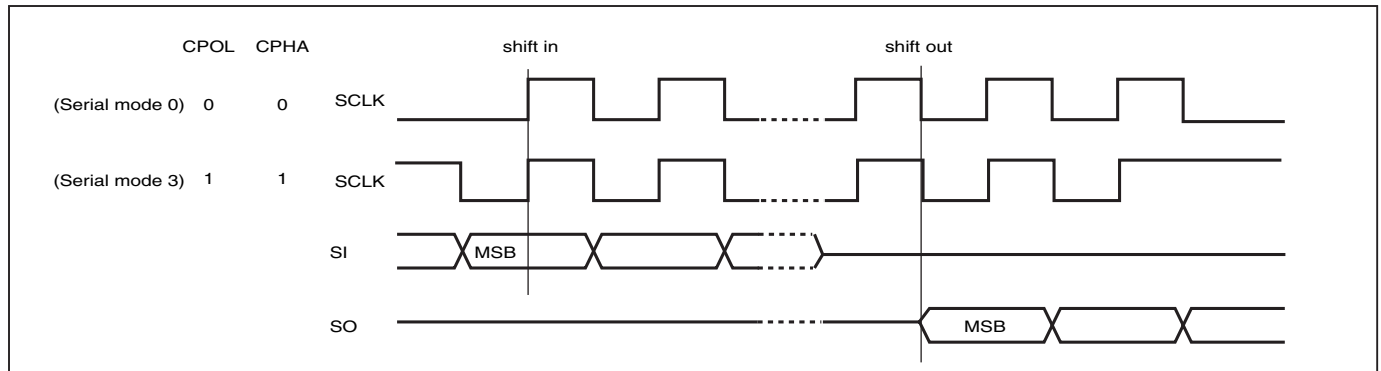 CPOL CPHA shift in shift out
(Serial mode 0) 0 0 SCLK
(Serial mode 3) 1 1 SCLK
SI MSB
SO MSB